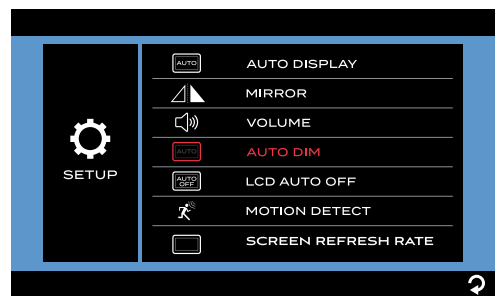 AUTO
AUTO DISPLAY
MIRROR
VOLUME
AUTO
AUTO DIM
SETUP
AUTO
OFF
LCD AUTO OFF
MOTION DETECT
SCREEN REFRESH RATE